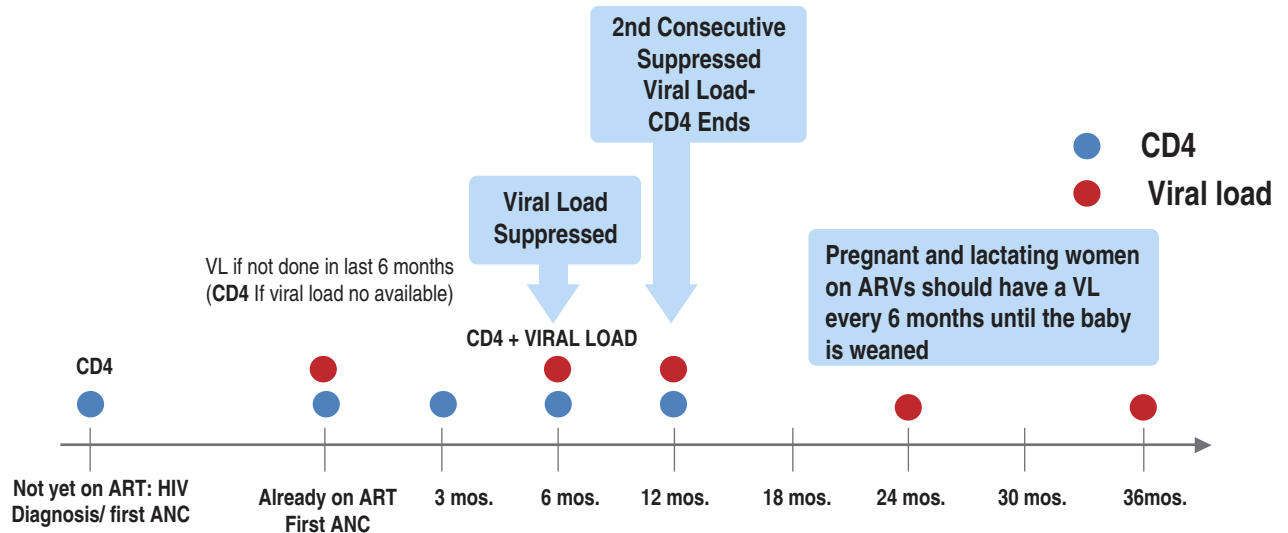 2nd Consecutive
Suppressed
Viral Load-
CD4 Ends
CD4
Viral load
Viral Load
Suppressed
Pregnant and lactating women
on ARVs should have a VL
every 6 months until the baby
is weaned
VL if not done in last 6 months
(CD4 If viral load no available)
CD4 + VIRAL LOAD
CD4
Not yet on ART: HIV
Diagnosis/ first ANC
Already on ART
First ANC
3 mos.
6 mos.
12 mos.
18 mos.
24 mos.
30 mos.
36mos.